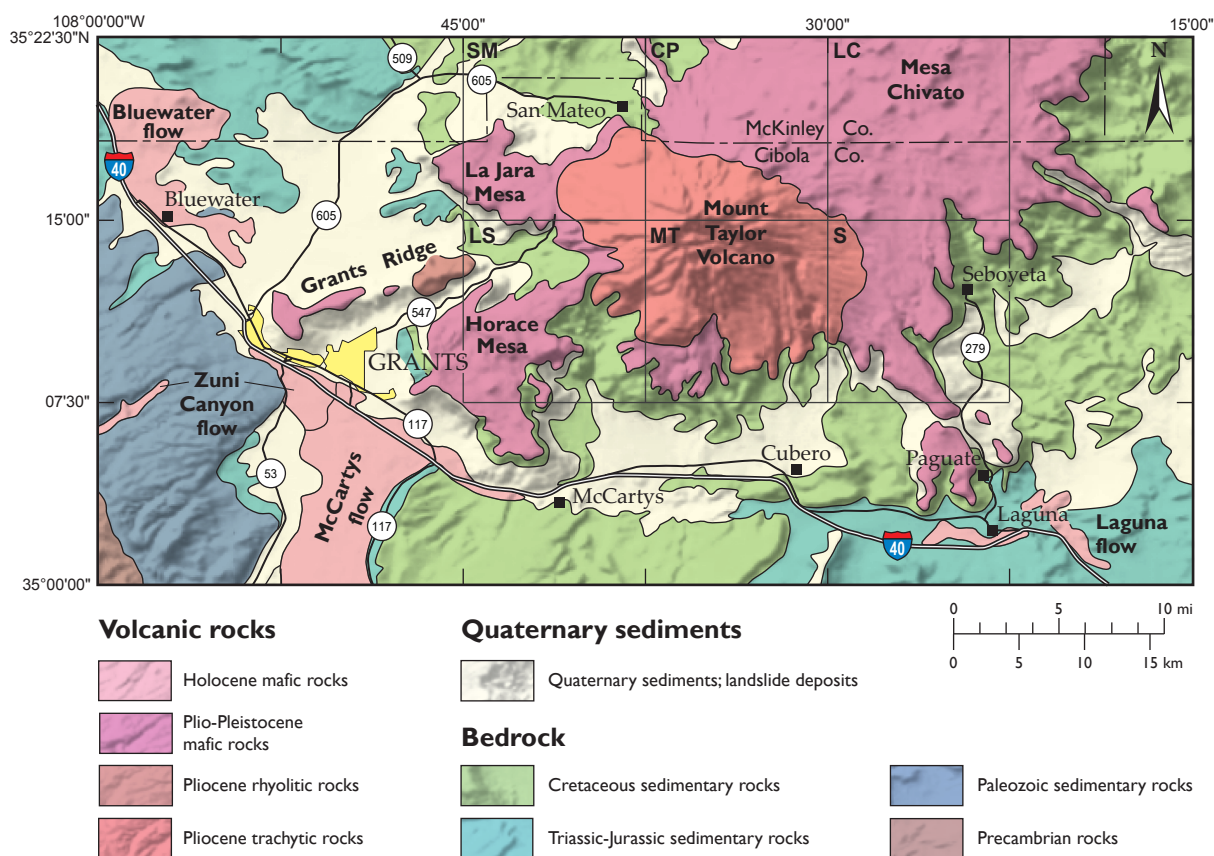 108°00'00"W
45'00"
30'00"
15'00"
35°22'30"N
509
SM
CP
LC
N
605
Mesa
Chivato
San Mateo
Bluewater
flow
McKinley Co.
Cibola Co.
40
La Jara
Mesa
Bluewater
605
15'00"
LS
MT
S
Mount
Taylor
Volcano
Grants Ridge
Seboyeta
547
Horace
Mesa
279
GRANTS
Zuni
Canyon
flow
07'30"
117
Cubero
Paguate
53
McCartys
flow
McCartys
117
Laguna
Laguna
flow
40
35°00'00"
0 5 10 mi
0 5 10 15 km
Volcanic rocks
Holocene mafic rocks
Plio-Pleistocene
mafic rocks
Pliocene rhyolitic rocks
Pliocene trachytic rocks
Quaternary sediments
Quaternary sediments; landslide deposits
Bedrock
Cretaceous sedimentary rocks
Triassic-Jurassic sedimentary rocks
Paleozoic sedimentary rocks
Precambrian rocks